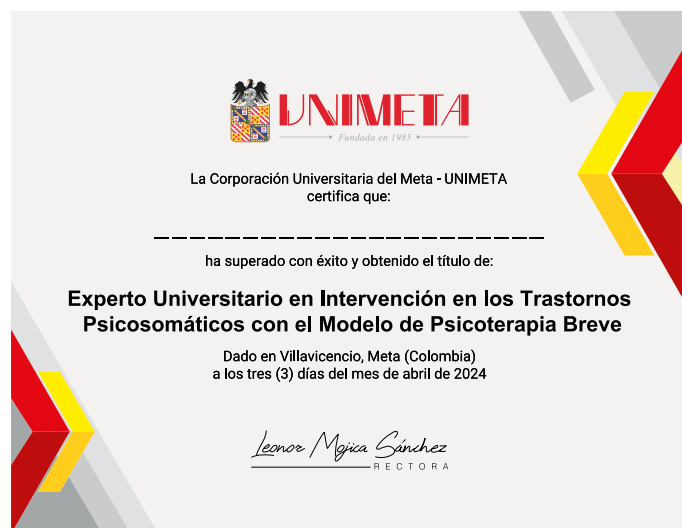 UNIMETA
Fundada en 1985
La Corporación Universitaria del Meta - UNIMETA
certifica que:
ha superado con éxito y obtenido el título de:
Experto Universitario en Intervención en los Trastornos
Psicosomáticos con el Modelo de Psicoterapia Breve
Dado en Villavicencio, Meta (Colombia)
a los tres (3) días del mes de abril de 2024
Leonor Mojica Sánchez
RECTORA